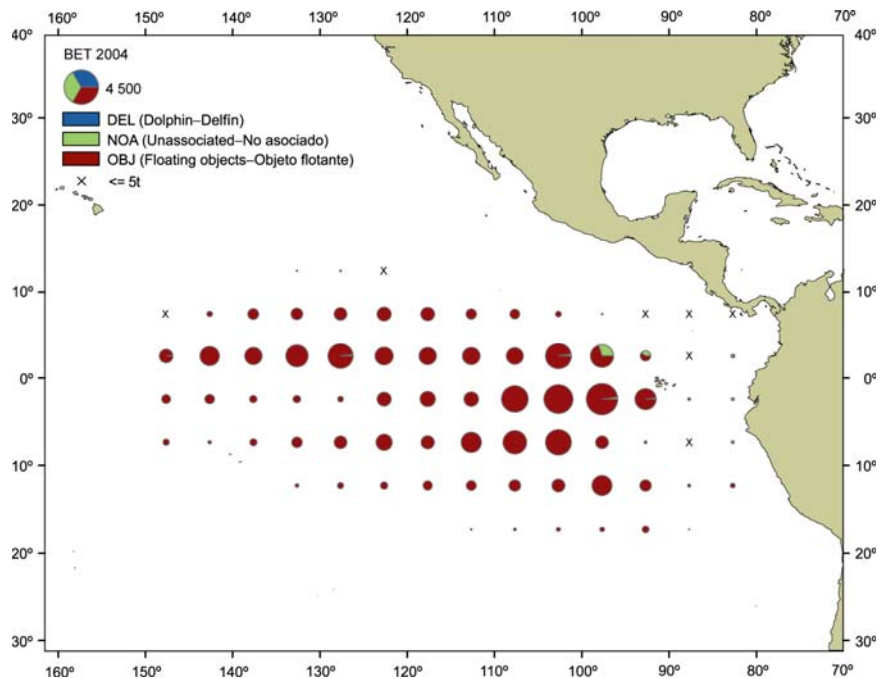 150º 140º 130º 120º 110º 100º 90º 80º 70º
40º 40º
BET 2004
4 500
DEL (Dolphin–Delfín)
NOA (Unassociated–No asociado)
OBJ (Floating objects–Objeto flotante)
X <= 5t
30º 30º
20º 20º
X
10º 10º
X X X X
X
0º 0º
X
10º 10º
20º 20º
30º 30º
160º 150º 140º 130º 120º 110º 100º 90º 80º 70º